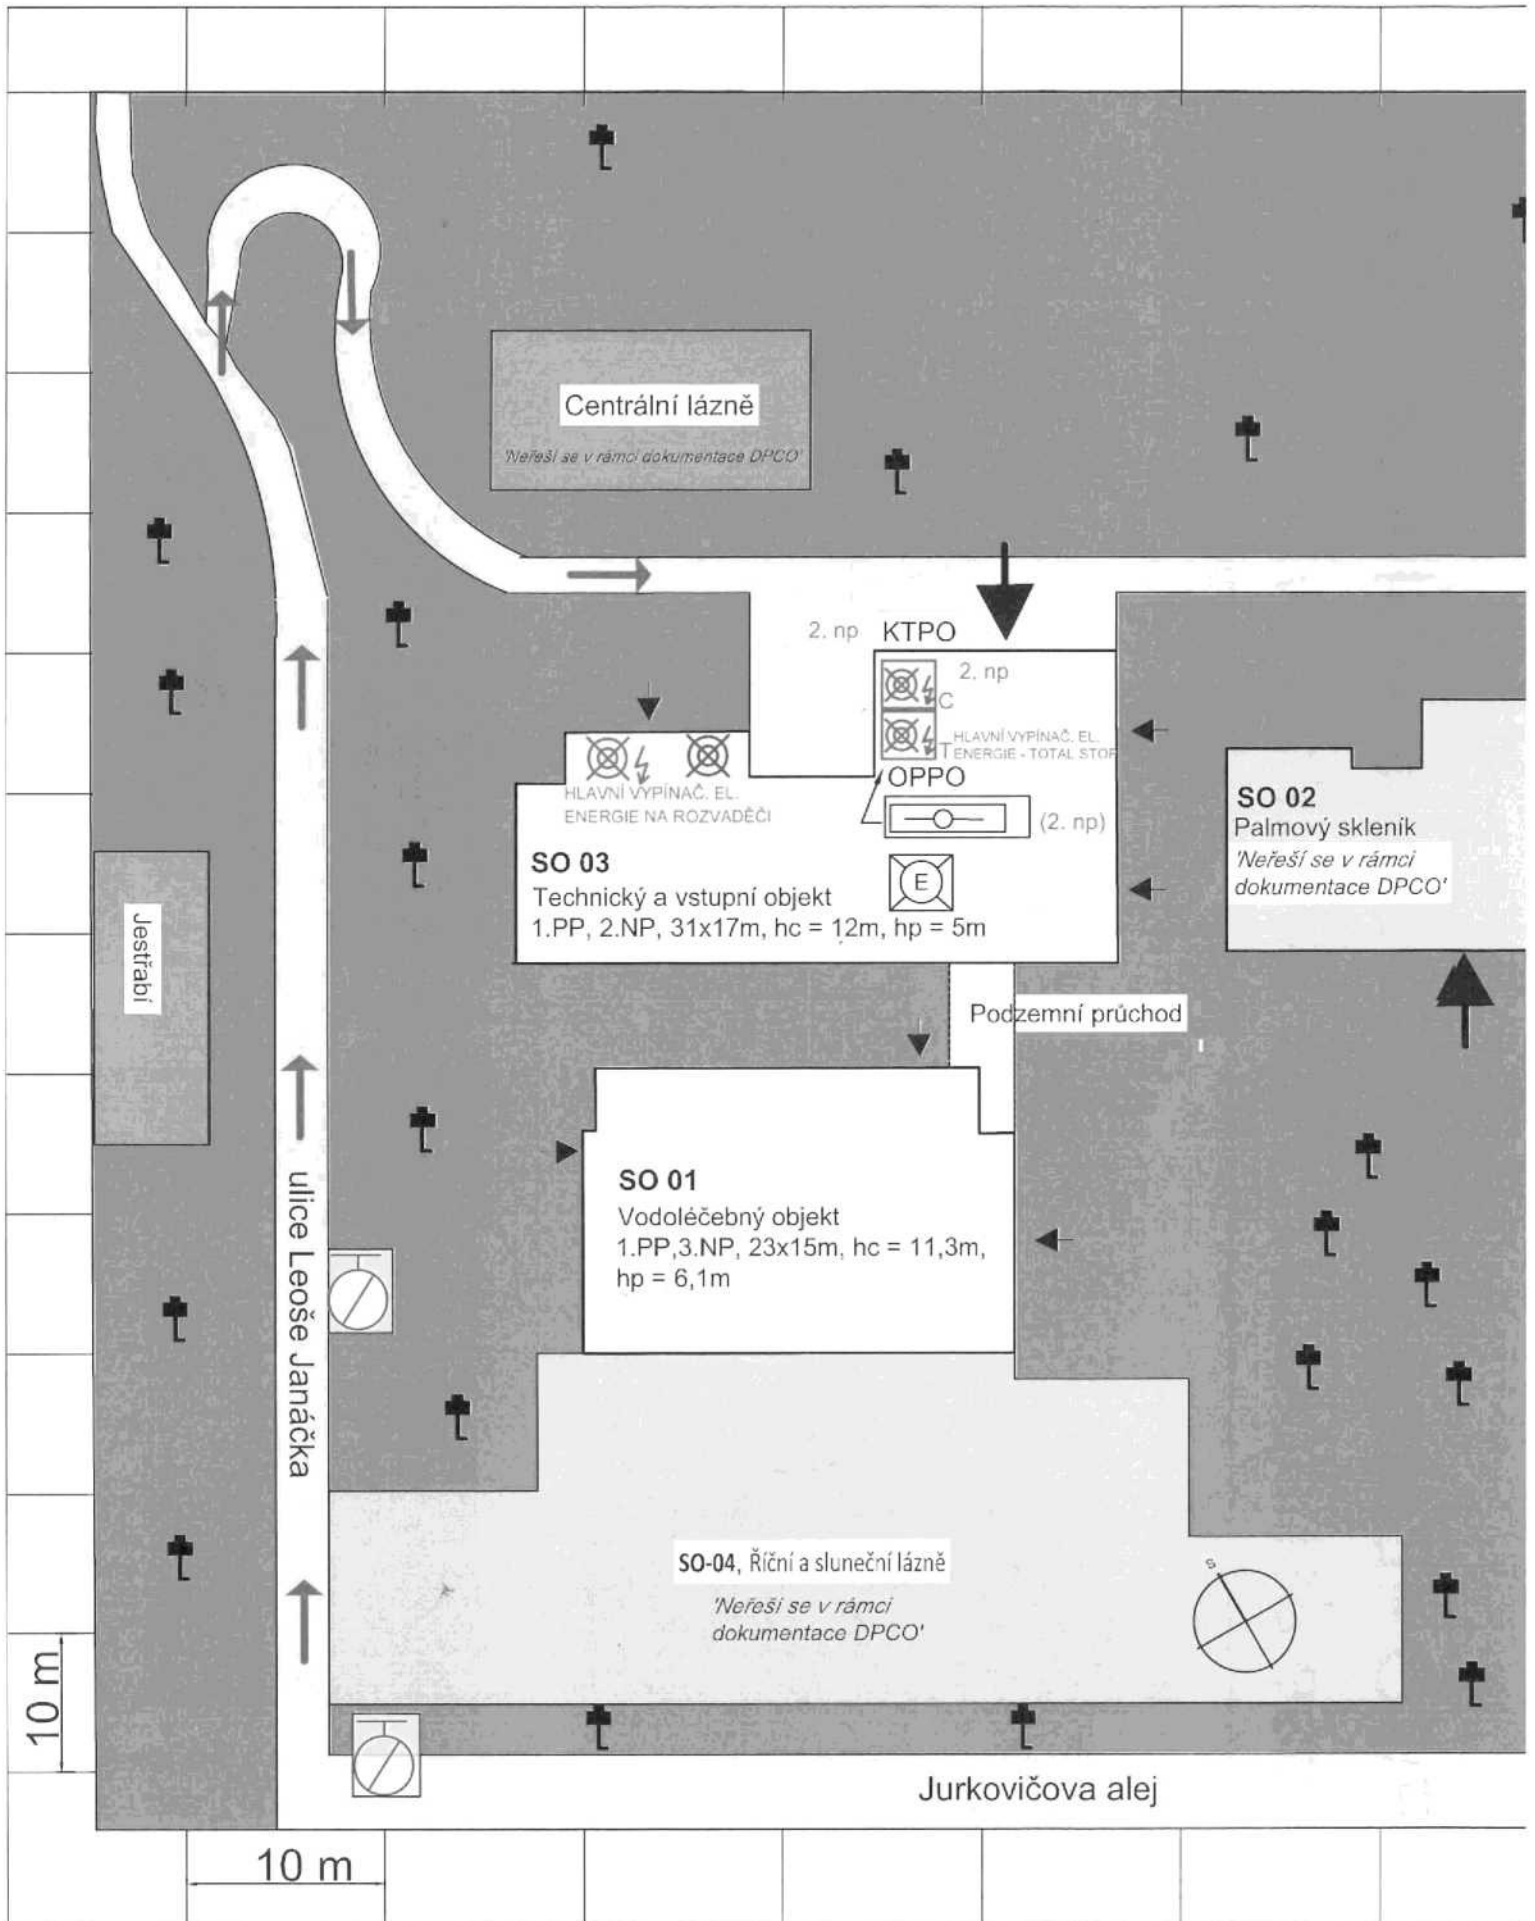 Centrální lázně
'Neřeší se v rámci dokumentace DPCO'
2. np
KTPO
2. np
C
T
HLAVNÍ VYPÍNAČ. EL.
ENERGIE - TOTAL STOP
OPPO
(2. np)
E
HLAVNÍ VYPÍNAČ. EL.
ENERGIE NA ROZVADĚČI
SO 03
Technický a vstupní objekt
1.PP, 2.NP, 31x17m, hc = 12m, hp = 5m
SO 02
Palmový skleník
'Neřeší se v rámci
dokumentace DPCO'
Jestřabí
Podzemní průchod
SO 01
Vodoléčebný objekt
1.PP,3.NP, 23x15m, hc = 11,3m,
hp = 6,1m
ulice Leoše Janáčka
SO-04, Říční a sluneční lázně
'Neřeší se v rámci
dokumentace DPCO'
S
10 m
Jurkovičova alej
10 m